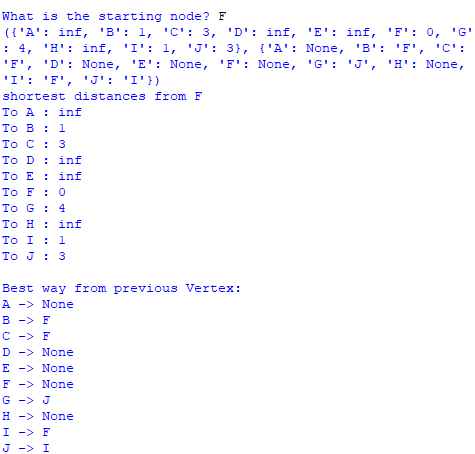 What is the starting node? F
({'A': inf, 'B': 1, 'C': 3, 'D': inf, 'E': inf, 'F': 0, 'G'
: 4, 'H': inf, 'I': 1, 'J': 3}, {'A': None, 'B': 'F', 'C':
'F', 'D': None, 'E': None, 'F': None, 'G': 'J', 'H': None,
'I': 'F', 'J': 'I'})
shortest distances from F
To A : inf
To B : 1
To C : 3
To D : inf
To E : inf
To F : 0
To G : 4
To H : inf
To I : 1
To J : 3

Best way from previous Vertex:
A -> None
B -> F
C -> F
D -> None
E -> None
F -> None
G -> J
H -> None
I -> F
J -> I